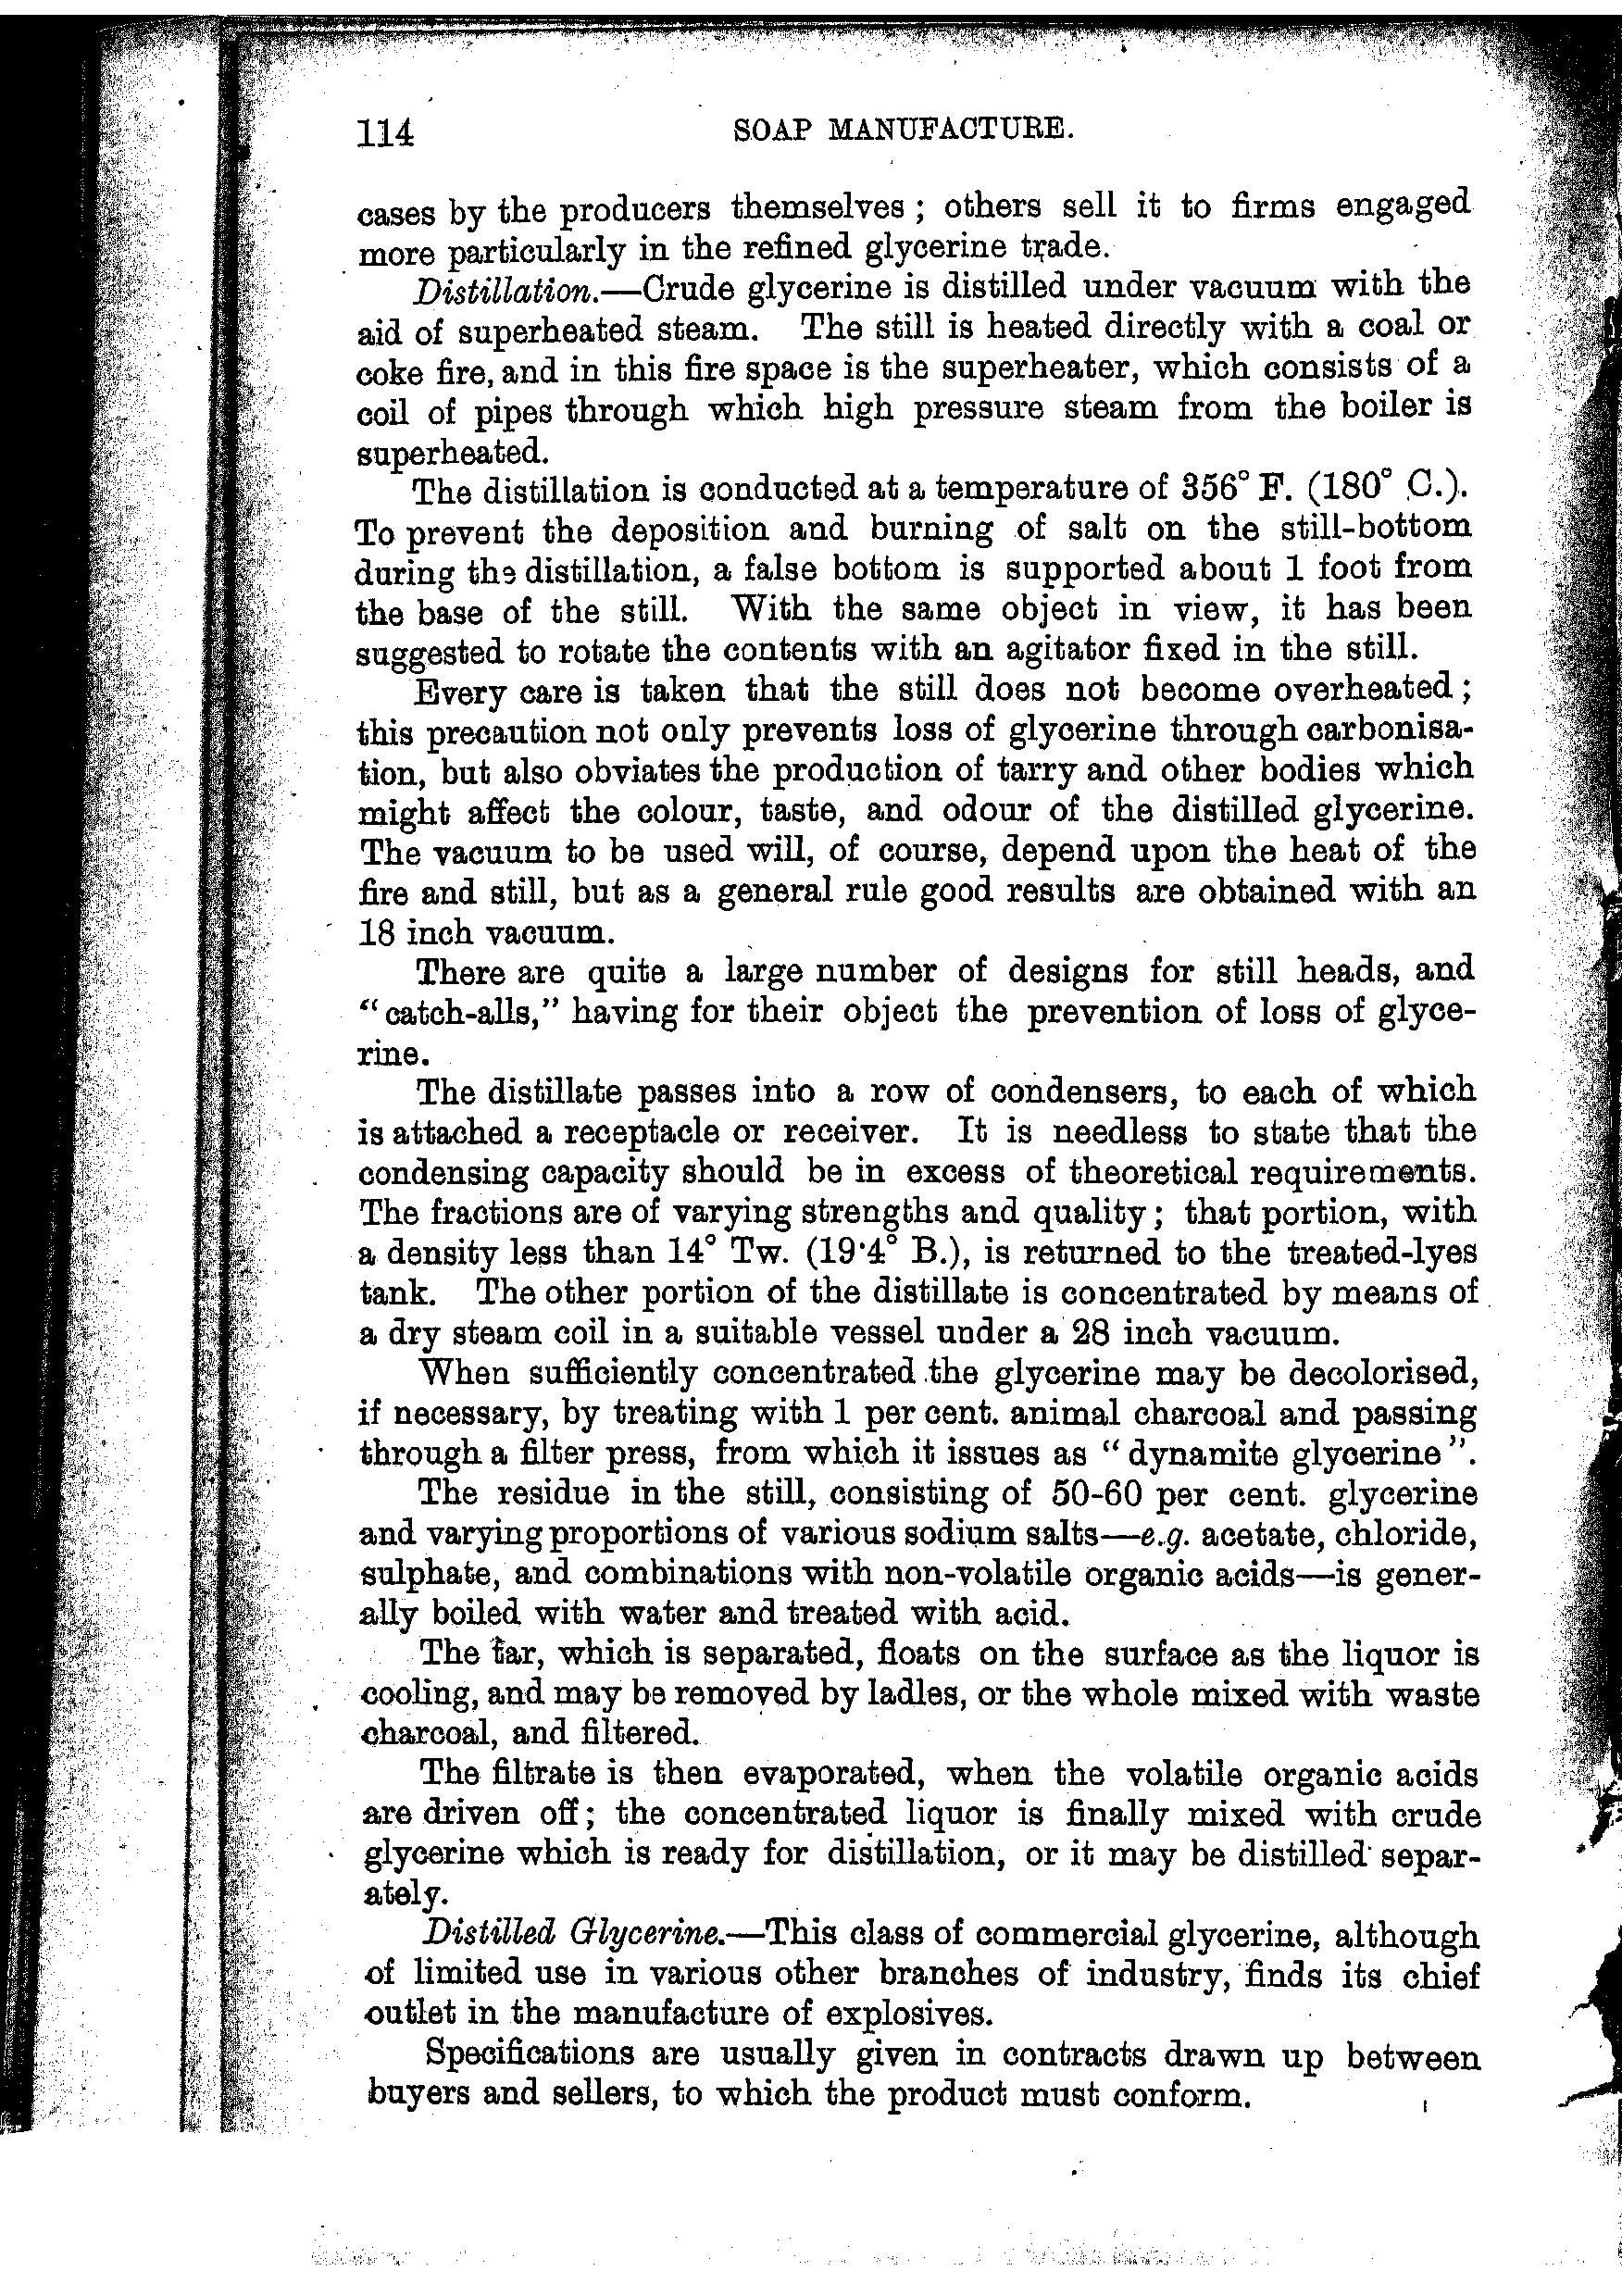 114 SOAP MANUFACTURE.
cases by the producers themselves; others sell it to firms engaged
more particularly in the refined glycerine trade.
Distillation.—Crude glycerine is distilled under vacuum with the
aid of superheated steam. The still is heated directly with a coal or
coke fire, and in this fire space is the superheater, which consists of a
coil of pipes through which high pressure steam from the boiler is
superheated.
The distillation is conducted at a temperature of 356° F. (180° C.).
To prevent the deposition and burning of salt on the still-bottom
during the distillation, a false bottom is supported about 1 foot from
the base of the still. With the same object in view, it has been
suggested to rotate the contents with an agitator fixed in the still.
Every care is taken that the still does not become overheated;
this precaution not only prevents loss of glycerine through carbonisa-
tion, but also obviates the production of tarry and other bodies which
might affect the colour, taste, and odour of the distilled glycerine.
The vacuum to be used will, of course, depend upon the heat of the
fire and still, but as a general rule good results are obtained with an
18 inch vacuum.
There are quite a large number of designs for still heads, and
"catch-alls," having for their object the prevention of loss of glyce-
rine.
The distillate passes into a row of condensers, to each of which
is attached a receptacle or receiver. It is needless to state that the
condensing capacity should be in excess of theoretical requirements.
The fractions are of varying strengths and quality; that portion, with
a density less than 14° Tw. (19·4° B.), is returned to the treated-lyes
tank. The other portion of the distillate is concentrated by means of
a dry steam coil in a suitable vessel under a 28 inch vacuum.
When sufficiently concentrated the glycerine may be decolorised,
if necessary, by treating with 1 per cent. animal charcoal and passing
through a filter press, from which it issues as "dynamite glycerine".
The residue in the still, consisting of 50-60 per cent. glycerine
and varying proportions of various sodium salts—e.g. acetate, chloride,
sulphate, and combinations with non-volatile organic acids—is gener-
ally boiled with water and treated with acid.
The tar, which is separated, floats on the surface as the liquor is
cooling, and may be removed by ladles, or the whole mixed with waste
charcoal, and filtered.
The filtrate is then evaporated, when the volatile organic acids
are driven off; the concentrated liquor is finally mixed with crude
glycerine which is ready for distillation, or it may be distilled separ-
ately.
Distilled Glycerine.—This class of commercial glycerine, although
of limited use in various other branches of industry, finds its chief
outlet in the manufacture of explosives.
Specifications are usually given in contracts drawn up between
buyers and sellers, to which the product must conform.